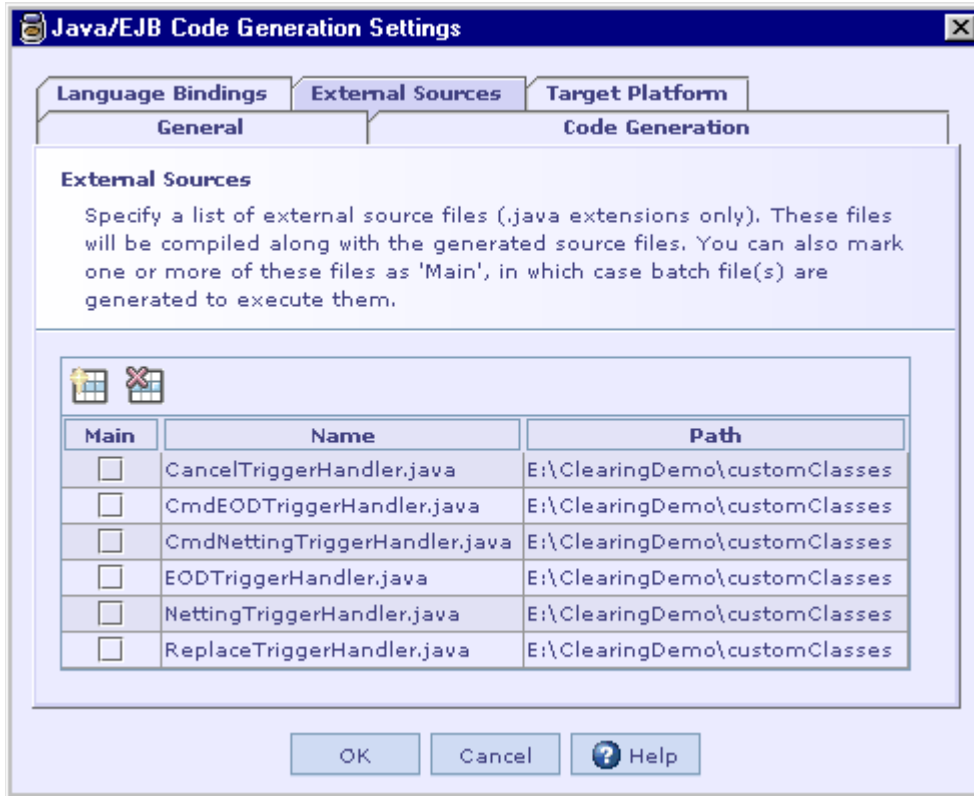 Java/EJB Code Generation Settings
Language Bindings External Sources Target Platform
General Code Generation
External Sources
Specify a list of external source files (.java extensions only). These files
will be compiled along with the generated source files. You can also mark
one or more of these files as 'Main', in which case batch file(s) are
generated to execute them.
Main Name Path
CancelTriggerHandler.java E:\ClearingDemo\customClasses
CmdEODTriggerHandler.java E:\ClearingDemo\customClasses
CmdNettingTriggerHandler.java E:\ClearingDemo\customClasses
EODTriggerHandler.java E:\ClearingDemo\customClasses
NettingTriggerHandler.java E:\ClearingDemo\customClasses
ReplaceTriggerHandler.java E:\ClearingDemo\customClasses
OK Cancel ? Help